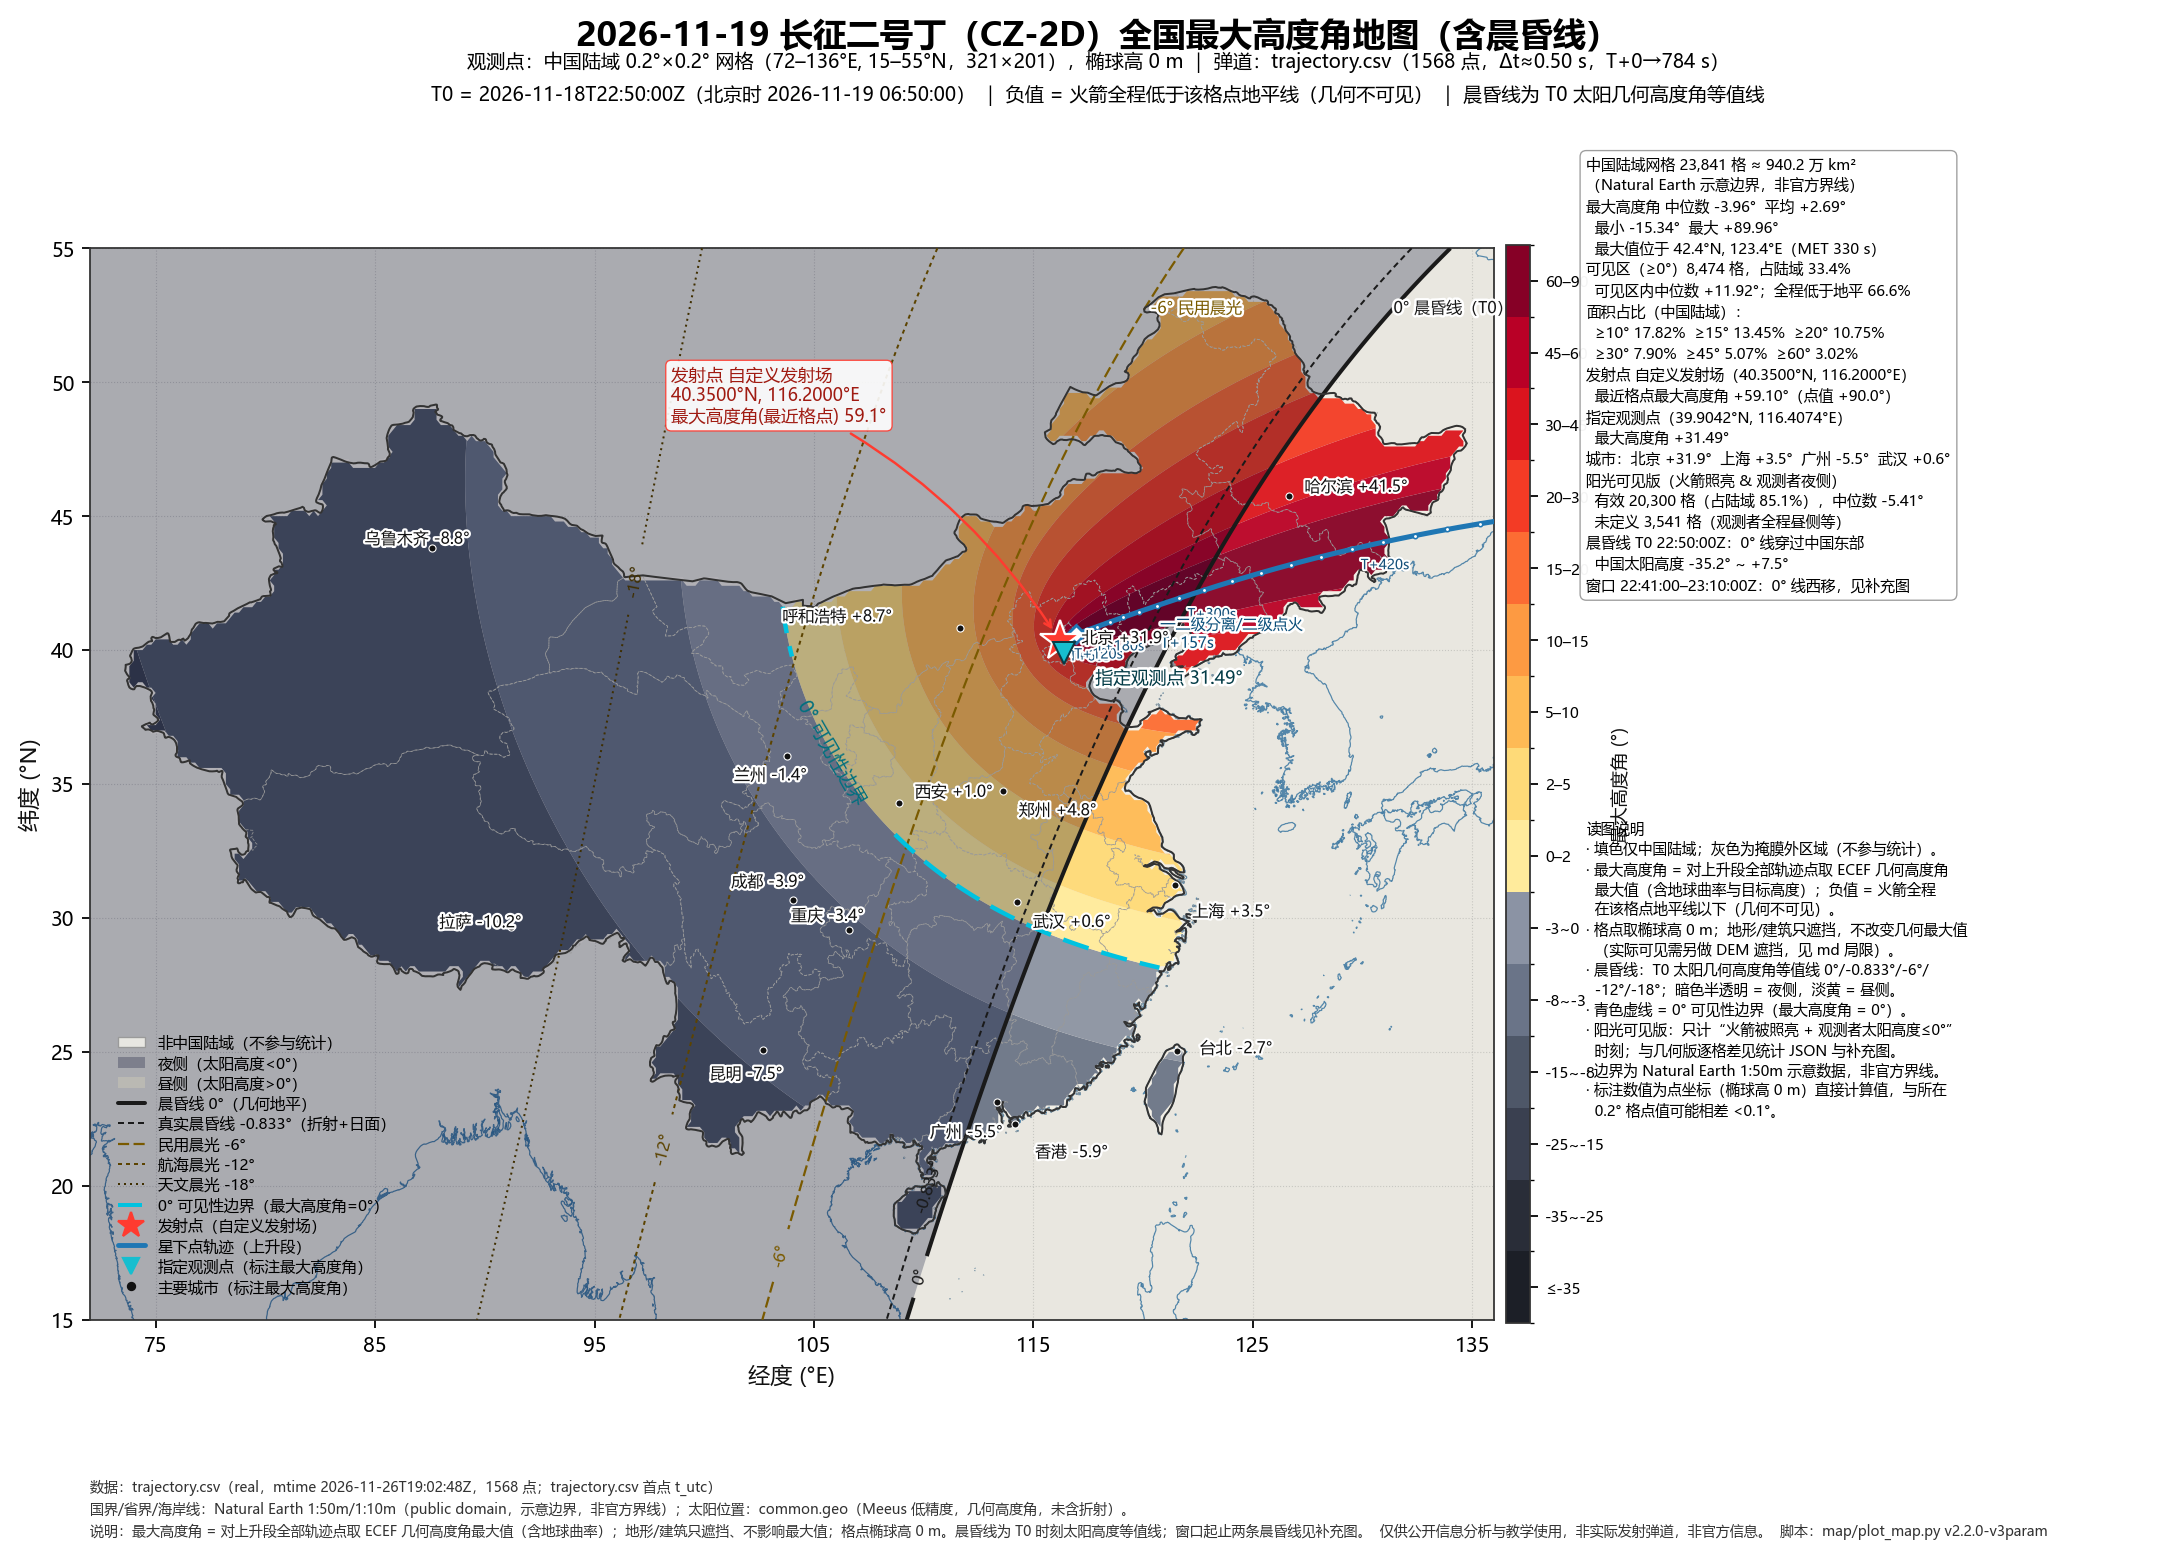 2026-11-19 长征二号丁（CZ-2D）全国最大高度角地图（含晨昏线）
观测点：中国陆域 0.2°×0.2° 网格（72–136°E, 15–55°N，321×201），椭球高 0 m ｜ 弹道：trajectory.csv（1568 点，Δt≈0.50 s，T+0→784 s）
T0 = 2026-11-18T22:50:00Z（北京时 2026-11-19 06:50:00） ｜ 负值 = 火箭全程低于该格点地平线（几何不可见） ｜ 晨昏线为 T0 太阳几何高度角等值线
55
50
45
40
35
30
25
20
15
纬度 (°N)
75
85
95
105
115
125
135
经度 (°E)
-6° 民用晨光
0° 晨昏线（T0）
发射点 自定义发射场
40.3500°N, 116.2000°E
最大高度角(最近格点) 59.1°
哈尔滨 +41.5°
乌鲁木齐 -8.8°
-18°
T+420s
呼和浩特 +8.7°
T+300s
一二级分离/二级点火
北京 +31.9°
T+157s
T+180s
T+120s
指定观测点 31.49°
0° 可见性边界
兰州 -1.4°
西安 +1.0°
郑州 +4.8°
成都 -3.9°
重庆 -3.4°
武汉 +0.6°
上海 +3.5°
拉萨 -10.2°
台北 -2.7°
昆明 -7.5°
广州 -5.5°
香港 -5.9°
-12°
-0.833°
-6°
0°
非中国陆域（不参与统计）
夜侧（太阳高度<0°）
昼侧（太阳高度>0°）
晨昏线 0°（几何地平）
真实晨昏线 -0.833°（折射+日面）
民用晨光 -6°
航海晨光 -12°
天文晨光 -18°
0° 可见性边界（最大高度角=0°）
发射点（自定义发射场）
星下点轨迹（上升段）
指定观测点（标注最大高度角）
主要城市（标注最大高度角）
60–9
45–6
30–4
20–3
15–2
10–15
5–10
2–5
0–2
-3~0
-8~-3
-15~-8
-25~-15
-35~-25
≤-35
最大高度角 (°)
中国陆域网格 23,841 格 ≈ 940.2 万 km²
（Natural Earth 示意边界，非官方界线）
最大高度角 中位数 -3.96° 平均 +2.69°
最小 -15.34° 最大 +89.96°
最大值位于 42.4°N, 123.4°E（MET 330 s）
可见区（≥0°）8,474 格，占陆域 33.4%
可见区内中位数 +11.92°；全程低于地平 66.6%
面积占比（中国陆域）：
≥10° 17.82% ≥15° 13.45% ≥20° 10.75%
≥30° 7.90% ≥45° 5.07% ≥60° 3.02%
发射点 自定义发射场（40.3500°N, 116.2000°E）
最近格点最大高度角 +59.10°（点值 +90.0°）
指定观测点（39.9042°N, 116.4074°E）
最大高度角 +31.49°
城市：北京 +31.9° 上海 +3.5° 广州 -5.5° 武汉 +0.6°
阳光可见版（火箭照亮 & 观测者夜侧）
有效 20,300 格（占陆域 85.1%），中位数 -5.41°
未定义 3,541 格（观测者全程昼侧等）
晨昏线 T0 22:50:00Z：0° 线穿过中国东部
中国太阳高度 -35.2° ~ +7.5°
窗口 22:41:00–23:10:00Z：0° 线西移，见补充图
读图说明
· 填色仅中国陆域；灰色为掩膜外区域（不参与统计）。
· 最大高度角 = 对上升段全部轨迹点取 ECEF 几何高度角
最大值（含地球曲率与目标高度）；负值 = 火箭全程
在该格点地平线以下（几何不可见）。
· 格点取椭球高 0 m；地形/建筑只遮挡，不改变几何最大值
（实际可见需另做 DEM 遮挡，见 md 局限）。
· 晨昏线：T0 太阳几何高度角等值线 0°/-0.833°/-6°/
-12°/-18°；暗色半透明 = 夜侧，淡黄 = 昼侧。
· 青色虚线 = 0° 可见性边界（最大高度角 = 0°）。
· 阳光可见版：只计“火箭被照亮 + 观测者太阳高度≤0°”
时刻；与几何版逐格差见统计 JSON 与补充图。
· 边界为 Natural Earth 1:50m 示意数据，非官方界线。
· 标注数值为点坐标（椭球高 0 m）直接计算值，与所在
0.2° 格点值可能相差 <0.1°。
数据：trajectory.csv（real，mtime 2026-11-26T19:02:48Z，1568 点；trajectory.csv 首点 t_utc）
国界/省界/海岸线：Natural Earth 1:50m/1:10m（public domain，示意边界，非官方界线）；太阳位置：common.geo（Meeus 低精度，几何高度角，未含折射）。
说明：最大高度角 = 对上升段全部轨迹点取 ECEF 几何高度角最大值（含地球曲率）；地形/建筑只遮挡、不影响最大值；格点椭球高 0 m。晨昏线为 T0 时刻太阳高度等值线；窗口起止两条晨昏线见补充图。 仅供公开信息分析与教学使用，非实际发射弹道，非官方信息。 脚本：map/plot_map.py v2.2.0-v3param